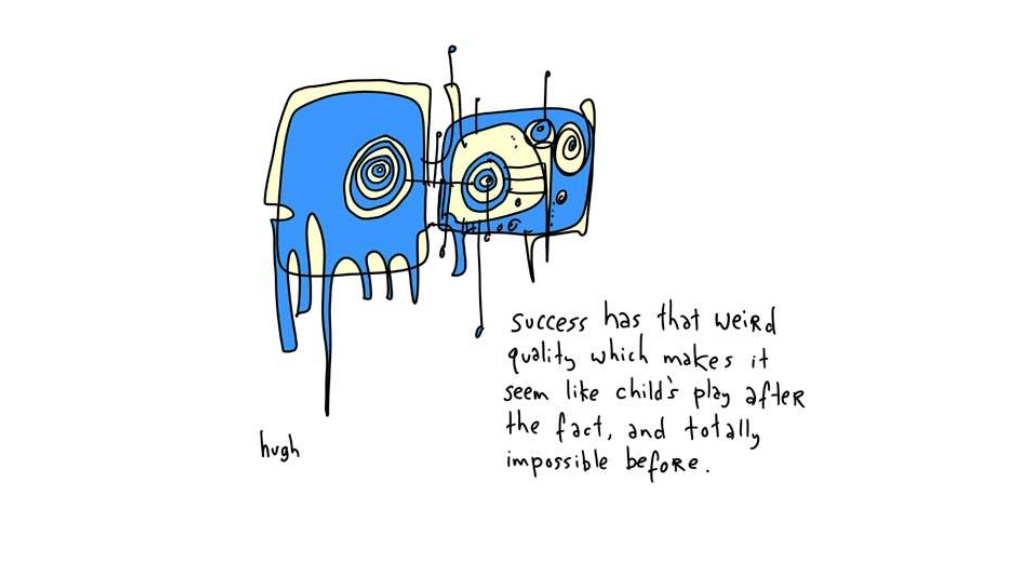 success has that weird
quality which makes it
seem like child's play after
the fact, and totally
impossible before.
hugh